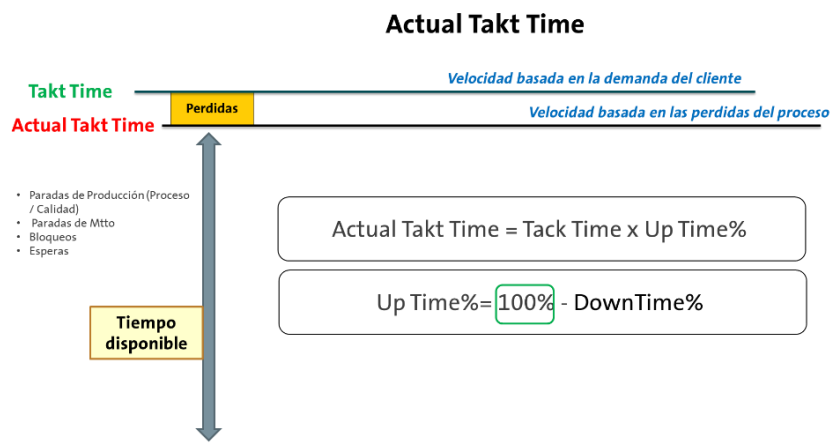 Actual Takt Time
Velocidad basada en la demanda del cliente
Takt Time
Perdidas
Velocidad basada en las perdidas del proceso
Actual Takt Time
• Paradas de Producción (Proceso
/ Calidad)
• Paradas de Mtto
• Bloqueos
• Esperas
Actual Takt Time = Tack Time x Up Time%
Up Time%= 100% - DownTime%
Tiempo
disponible